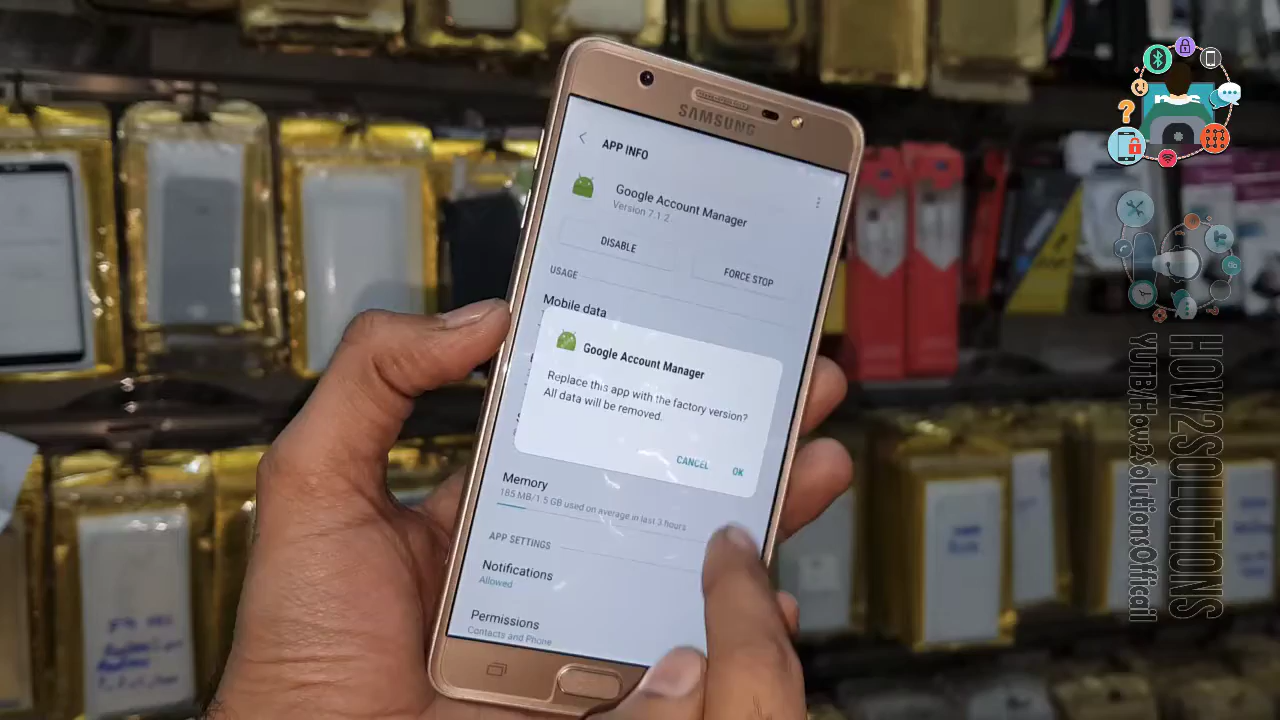 SAMSUNG
APP INFO
Google Account Manager
Version 7.1.2
DISABLE
FORCE STOP
USAGE
Mobile data
Google Account Manager
Replace this app with the factory version?
All data will be removed.
CANCEL
OK
Memory
185 MB/1.5 GB used on average in last 3 hours
APP SETTINGS
Notifications
Allowed
Permissions
Contacts and Phone
HOW2SOLUTIONS
YUTB/How2SolutionsOffical